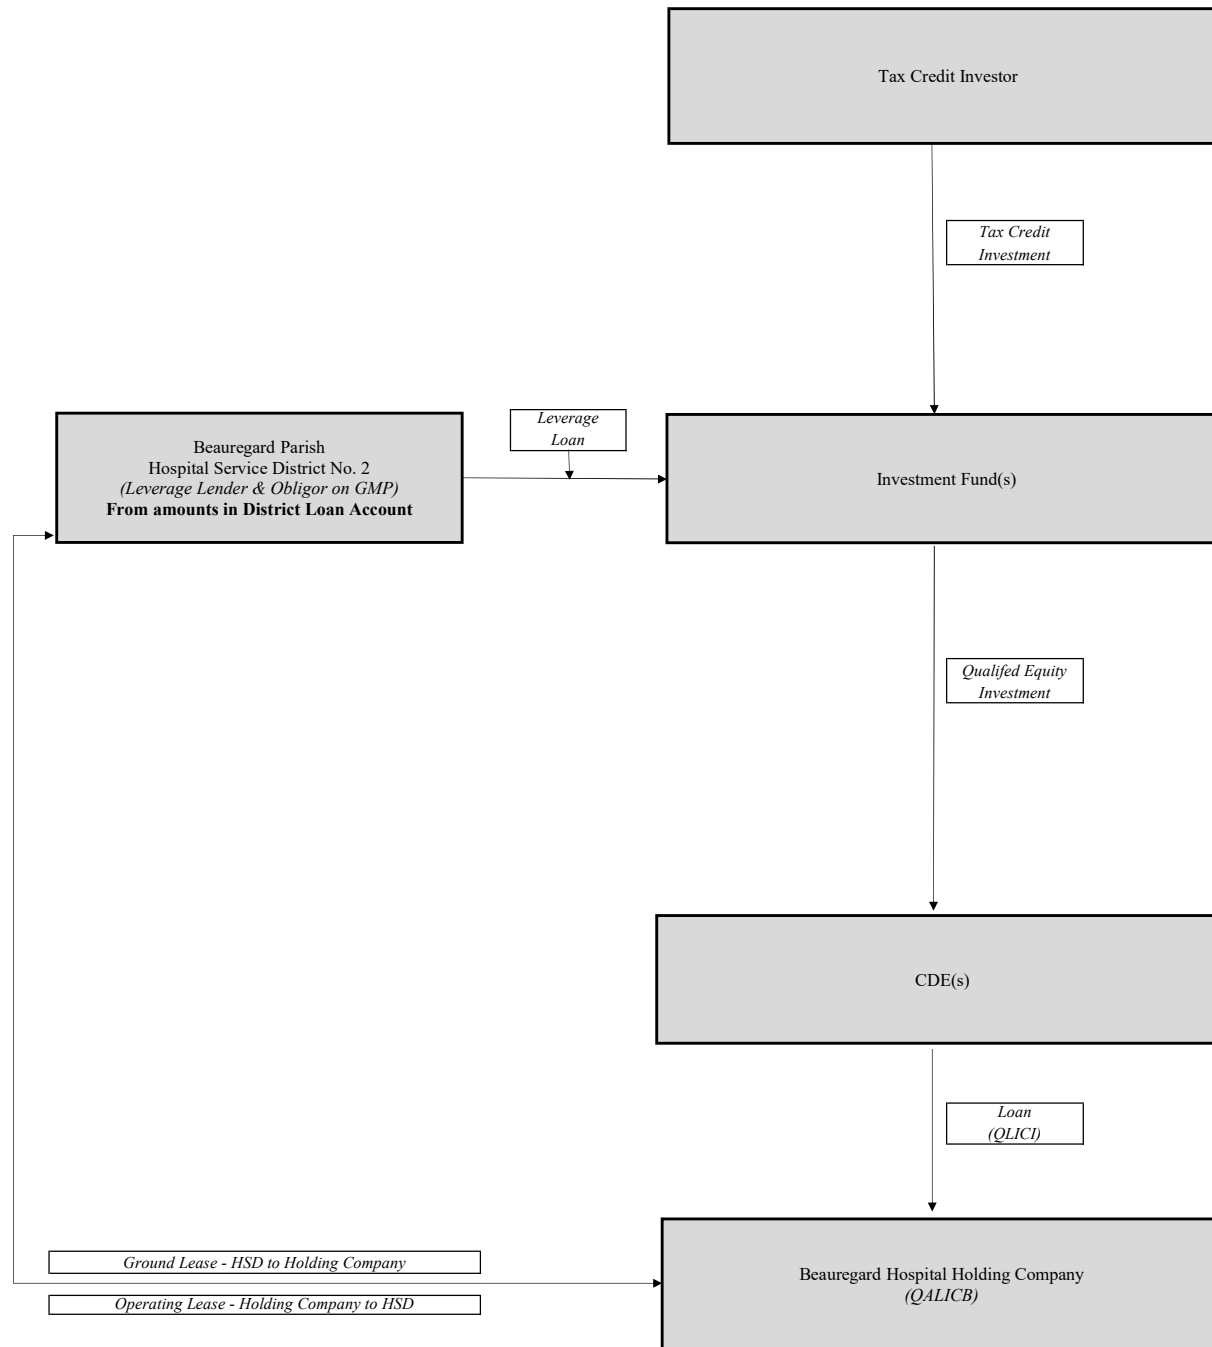 Tax Credit Investor
Tax Credit
Investment
Leverage
Loan
Beauregard Parish
Hospital Service District No. 2
(Leverage Lender & Obligor on GMP)
From amounts in District Loan Account
Investment Fund(s)
Qualifed Equity
Investment
CDE(s)
Loan
(QLICI)
Ground Lease - HSD to Holding Company
Operating Lease - Holding Company to HSD
Beauregard Hospital Holding Company
(QALICB)